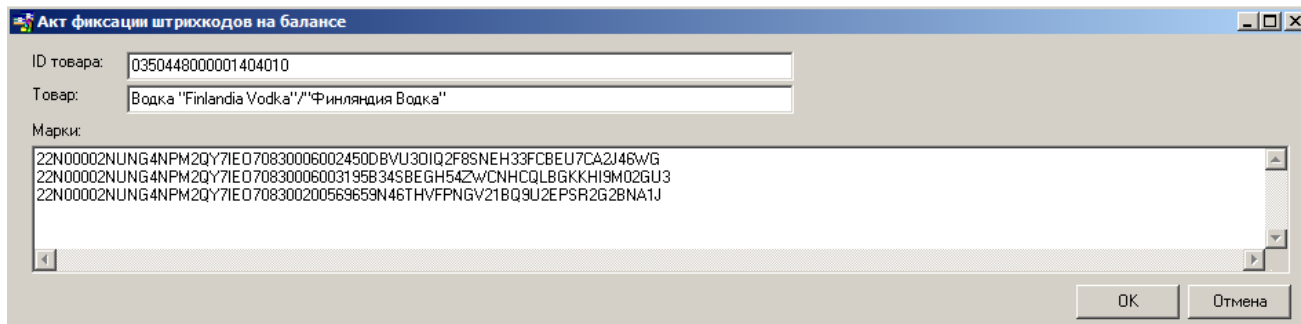 Акт фиксации штрихкодов на балансе
ID товара: 0350448000001404010
Товар: Водка "Finlandia Vodka"/"Финляндия Водка"
Марки:
22N00002NUNG4NPM2QY7IEO70830006002450DBVU3OIQ2F8SNEH33FCBEU7CA2J46WG
22N00002NUNG4NPM2QY7IEO70830006003195B34SBEGH54ZWCNHCQLBGKKHI9M02GU3
22N00002NUNG4NPM2QY7IEO708300200569659N46THVFPNGV21BQ9U2EPSR2G2BNA1J
OK Отмена